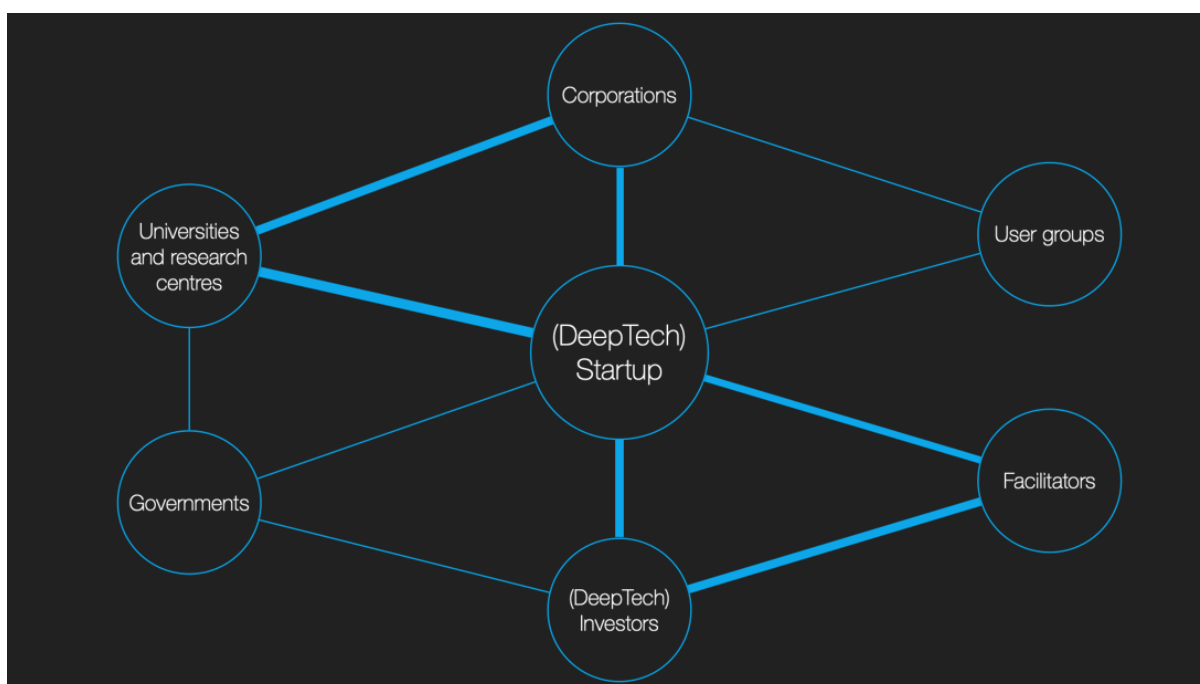 Corporations
Universities
and research
centres
User groups
(DeepTech)
Startup
Governments
Facilitators
(DeepTech)
Investors